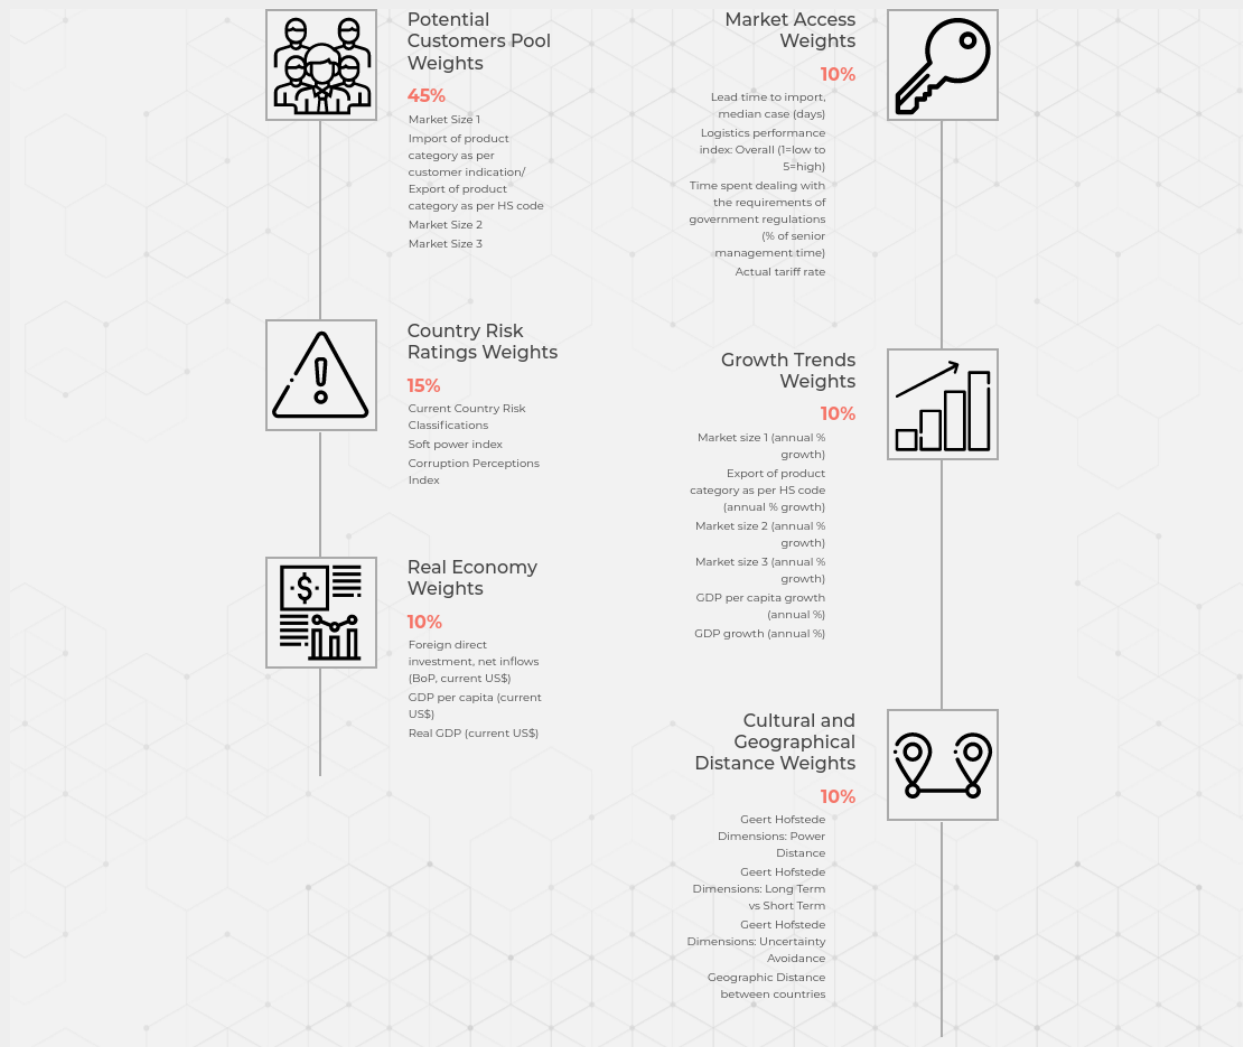 Potential
Customers Pool
Weights
45%
Market Size 1
Import of product
category as per
customer indication/
Export of product
category as per HS code
Market Size 2
Market Size 3
Country Risk
Ratings Weights
15%
Current Country Risk
Classifications
Soft power index
Corruption Perceptions
Index
Real Economy
Weights
10%
Foreign direct
investment, net inflows
(BoP, current US$)
GDP per capita (current
US$)
Real GDP (current US$)
Market Access
Weights
10%
Lead time to import,
median case (days)
Logistics performance
index: Overall (1=low to
5=high)
Time spent dealing with
the requirements of
government regulations
(% of senior
management time)
Actual tariff rate
Growth Trends
Weights
10%
Market size 1 (annual %
growth)
Export of product
category as per HS code
(annual % growth)
Market size 2 (annual %
growth)
Market size 3 (annual %
growth)
GDP per capita growth
(annual %)
GDP growth (annual %)
Cultural and
Geographical
Distance Weights
10%
Geert Hofstede
Dimensions: Power
Distance
Geert Hofstede
Dimensions: Long Term
vs Short Term
Geert Hofstede
Dimensions: Uncertainty
Avoidance
Geographic Distance
between countries